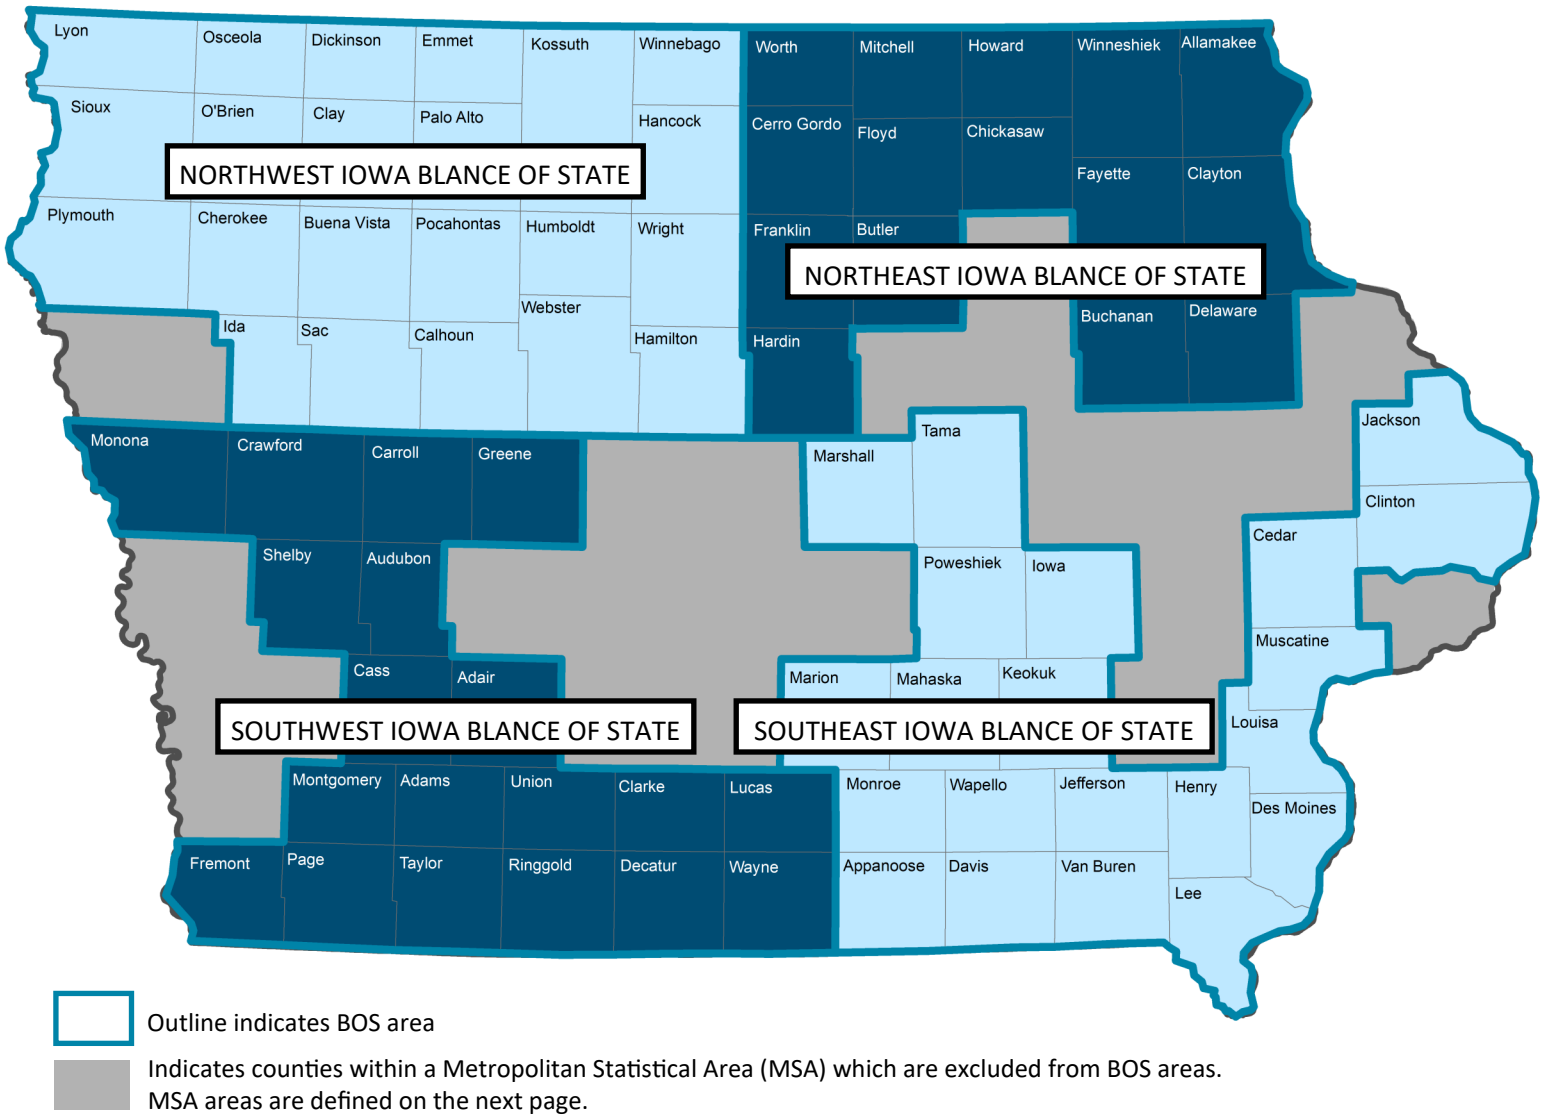 Lyon
Osceola
Dickinson
Emmet
Kossuth
Winnebago
Worth
Mitchell
Howard
Winneshiek
Allamakee
Sioux
O'Brien
Clay
Palo Alto
Hancock
Cerro Gordo
Floyd
Chickasaw
NORTHWEST IOWA BLANCE OF STATE
Fayette
Clayton
Plymouth
Cherokee
Buena Vista
Pocahontas
Humboldt
Wright
Franklin
Butler
NORTHEAST IOWA BLANCE OF STATE
Webster
Buchanan
Delaware
Ida
Sac
Calhoun
Hamilton
Hardin
Monona
Crawford
Carroll
Greene
Marshall
Tama
Jackson
Clinton
Shelby
Audubon
Poweshiek
Iowa
Cedar
Muscatine
Cass
Adair
Marion
Mahaska
Keokuk
SOUTHWEST IOWA BLANCE OF STATE
SOUTHEAST IOWA BLANCE OF STATE
Louisa
Montgomery
Adams
Union
Clarke
Lucas
Monroe
Wapello
Jefferson
Henry
Des Moines
Fremont
Page
Taylor
Ringgold
Decatur
Wayne
Appanoose
Davis
Van Buren
Lee
Outline indicates BOS area
Indicates counties within a Metropolitan Statistical Area (MSA) which are excluded from BOS areas.
MSA areas are defined on the next page.